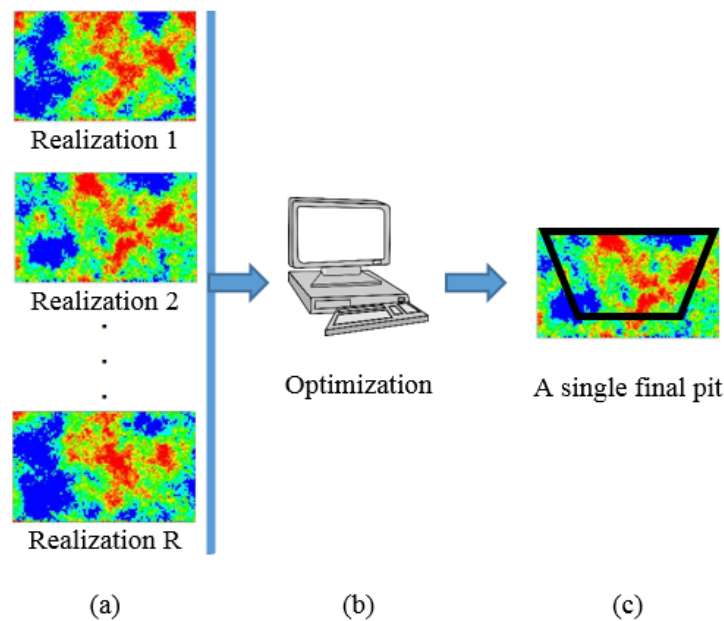 Realization 1
Realization 2
.
.
.
Realization R
Optimization
A single final pit
(a)
(b)
(c)